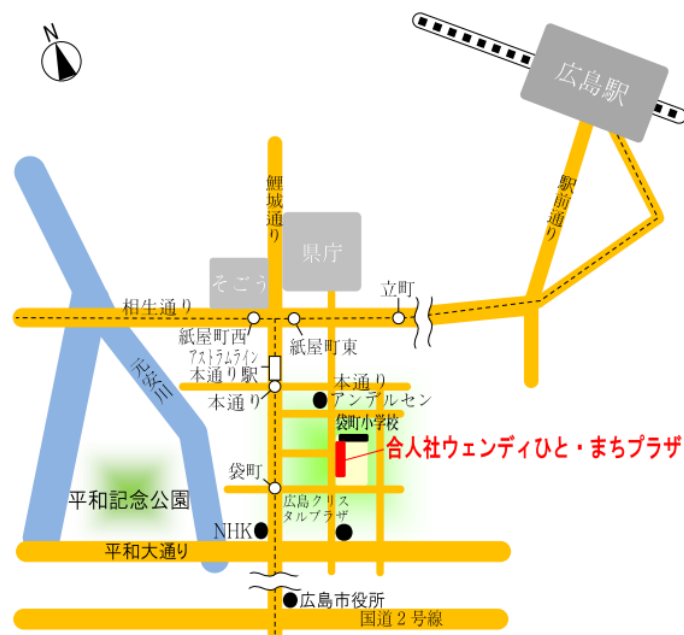 N
広島駅
鯉城通り
駅前通り
県庁
そごう
立町
相生通り
紙屋町西
紙屋町東
アストラムライン
本通り駅
本通り
本通り
元安川
アンデルセン
袋町小学校
合人社ウェンディひと・まちプラザ
袋町
平和記念公園
広島クリス
タルプラザ
NHK
平和大通り
広島市役所
国道２号線